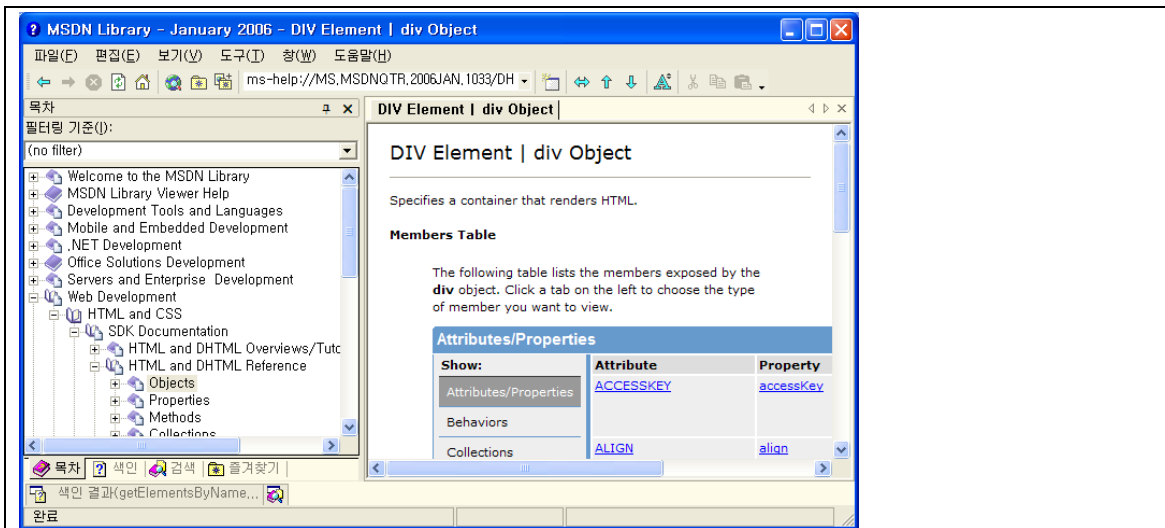 MSDN Library - January 2006 - DIV Element | div Object
파일(F) 편집(E) 보기(V) 도구(T) 창(W) 도움말(H)
ms-help://MS.MSDNQTR.2006JAN.1033/DH
목차
필터링 기준(I):
(no filter)
Welcome to the MSDN Library
MSDN Library Viewer Help
Development Tools and Languages
Mobile and Embedded Development
.NET Development
Office Solutions Development
Servers and Enterprise Development
Web Development
HTML and CSS
SDK Documentation
HTML and DHTML Overviews/Tuto
HTML and DHTML Reference
Objects
Properties
Methods
Collections
목차 색인 검색 즐겨찾기
DIV Element | div Object
DIV Element | div Object
Specifies a container that renders HTML.
Members Table
The following table lists the members exposed by the
div object. Click a tab on the left to choose the type
of member you want to view.
Attributes/Properties
Show: Attribute Property
Attributes/Properties ACCESSKEY accessKey
Behaviors
Collections ALIGN align
색인 결과(getElementsByName...
완료